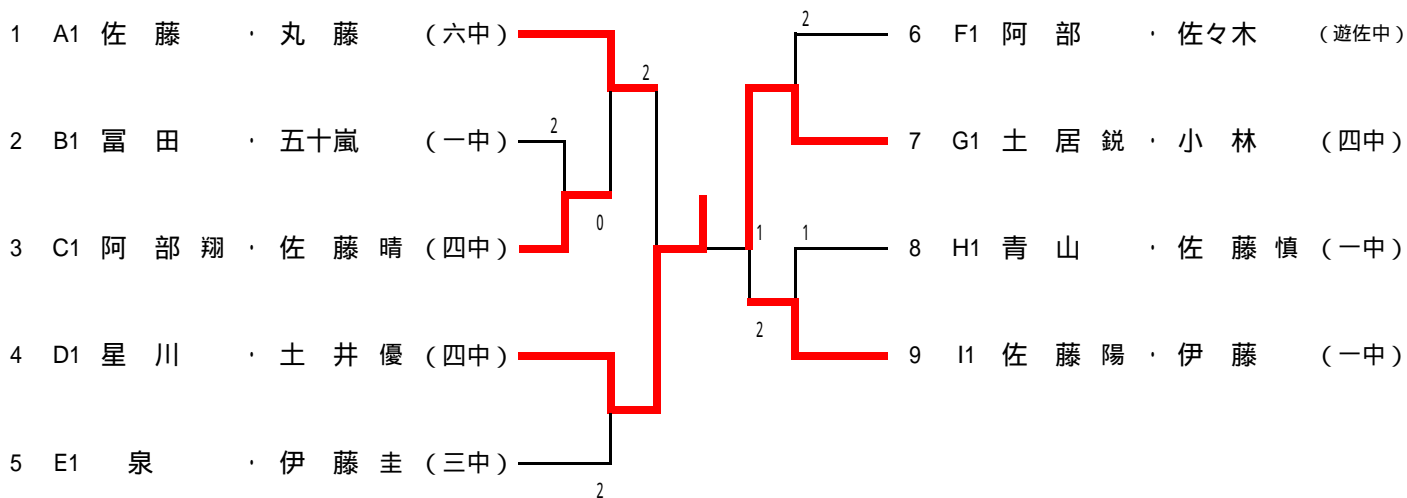 1 A1 佐 藤 ・ 丸 藤 (六中)
2 B1 冨 田 ・ 五十嵐 (一中)
3 C1 阿 部 翔 ・ 佐 藤 晴 (四中)
4 D1 星 川 ・ 土 井 優 (四中)
5 E1 泉 ・ 伊 藤 圭 (三中)
2
2
0
2
2
1
1
2
6 F1 阿 部 ・ 佐々木 (遊佐中)
7 G1 土 居 鋭 ・ 小 林 (四中)
8 H1 青 山 ・ 佐 藤 慎 (一中)
9 I1 佐 藤 陽 ・ 伊 藤 (一中)